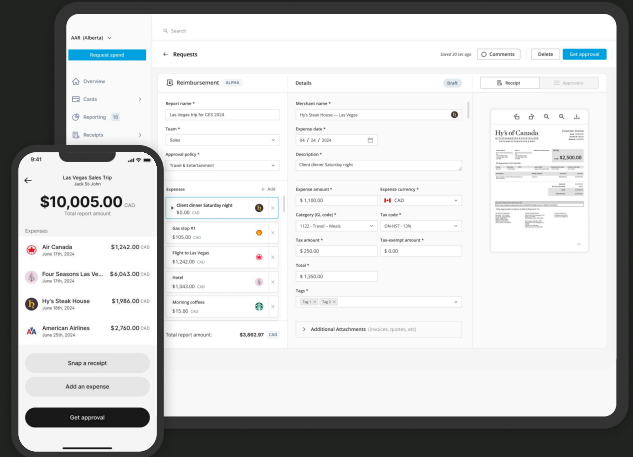 AAR (Alberta)
Request spend
Overview
Cards
Reporting 10
Receipts
Search
Requests
Saved 30 sec ago
Comments
Delete
Get approval
Reimbursement ALPHA
Report name *
Las Vegas trip for CES 2024
Team *
Sales
Approval policy *
Travel & Entertainment
Expenses
+ Add
Client dinner Saturday night
$0.00 CAD
Gas stop #1
$105.00 CAD
Flight to Las Vegas
$1,242.00 CAD
Hotel
$1,043.00 CAD
Morning coffees
$15.00 CAD
Total report amount: $3,862.97 CAD
Details
Draft
Merchant name *
Hy's Steak House — Las Vegas
Expense date *
04 / 24 / 2024
Description *
Client dinner Saturday night
Expense amount *
$ 1,100.00
Expense currency *
CAD
Category (GL code) *
1122 - Travel – Meals
Tax code *
ON-HST - 13%
Tax amount *
$ 250.00
Tax-exempt amount *
$ 0.00
Total *
$ 1,350.00
Tags *
Tag 1 × Tag 2 ×
Additional Attachments (invoices, quotes, etc)
Receipt
Approvers
Hy's of Canada
$2,500.00
9:41
Las Vegas Sales Trip
Jack St-John
$10,005.00 CAD
Total report amount
Expenses
Air Canada
June 17th, 2024
$1,242.00 CAD
Four Seasons Las Ve...
June 17th, 2024
$6,043.00 CAD
Hy's Steak House
June 18th, 2024
$1,986.00 CAD
American Airlines
June 25th, 2024
$2,760.00 CAD
Snap a receipt
Add an expense
Get approval